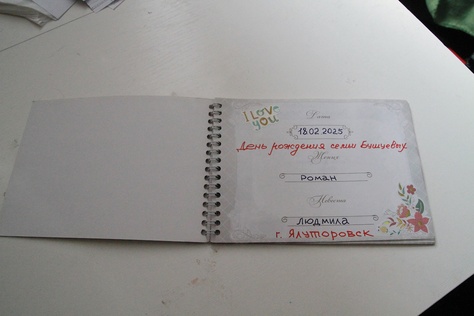 I LOVE
you
Дата
18.02.2025
День рождения семьи Бушуевых
Жених
Роман
Невеста
Людмила
г. Ялуторовск